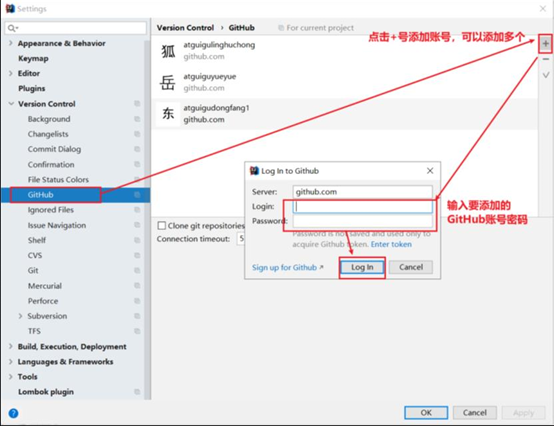 Settings
Version Control › GitHub
For current project
点击+号添加账号，可以添加多个
Appearance & Behavior
Keymap
Editor
Plugins
Version Control
Background
Changelists
Commit Dialog
Confirmation
File Status Colors
GitHub
Ignored Files
Issue Navigation
Shelf
CVS
Git
Mercurial
Perforce
Subversion
TFS
Build, Execution, Deployment
Languages & Frameworks
Tools
Lombok plugin
狐
atguigulinghuchong
github.com
岳
atguiguyueyue
github.com
东
atguigudongfang1
github.com
Log In to Github
Server:
github.com
Login:
Password:
Password is not saved and used only to
acquire Github token.
Enter token
Sign up for Github
Log In
Cancel
输入要添加的
GitHub账号密码
Clone git repositories
Connection timeout:
5
?
OK
Cancel
Apply